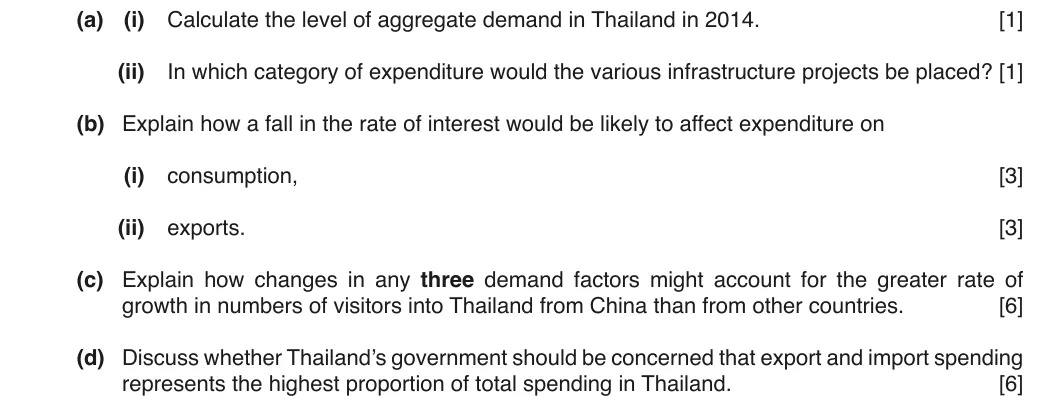 (a) (i) Calculate the level of aggregate demand in Thailand in 2014. [1]
(ii) In which category of expenditure would the various infrastructure projects be placed? [1]
(b) Explain how a fall in the rate of interest would be likely to affect expenditure on
(i) consumption, [3]
(ii) exports. [3]
(c) Explain how changes in any three demand factors might account for the greater rate of
growth in numbers of visitors into Thailand from China than from other countries. [6]
(d) Discuss whether Thailand’s government should be concerned that export and import spending
represents the highest proportion of total spending in Thailand. [6]